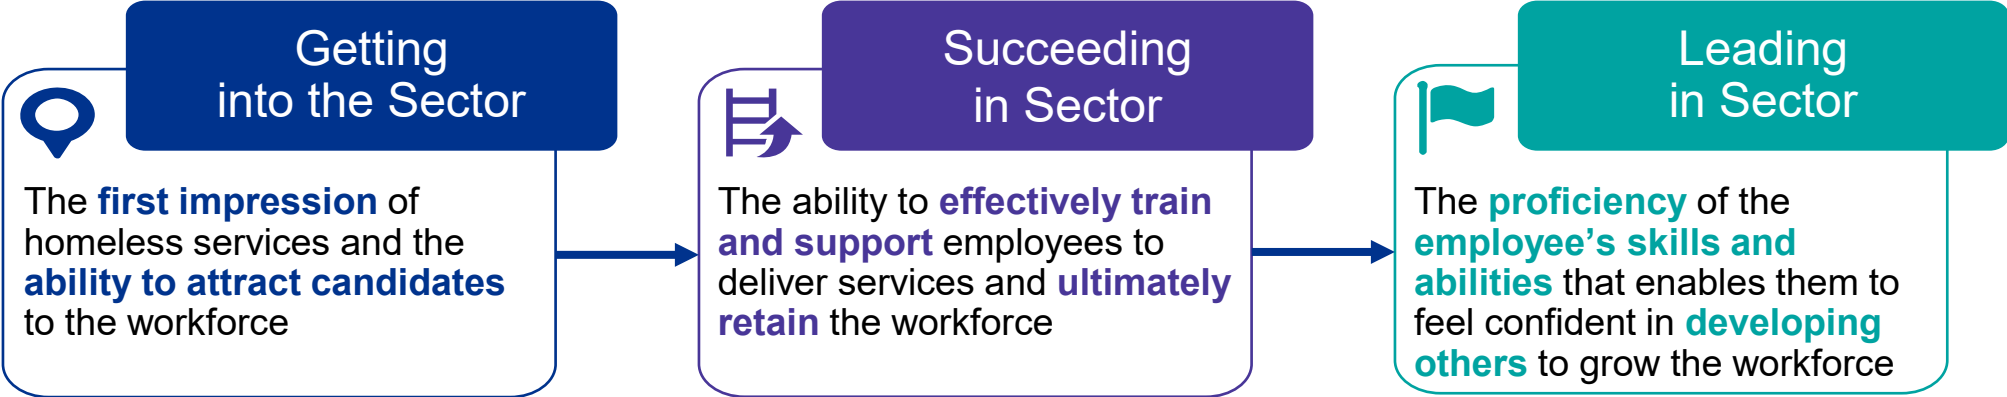 Getting
into the Sector
The first impression of
homeless services and the
ability to attract candidates
to the workforce
Succeeding
in Sector
The ability to effectively train
and support employees to
deliver services and ultimately
retain the workforce
Leading
in Sector
The proficiency of the
employee’s skills and
abilities that enables them to
feel confident in developing
others to grow the workforce